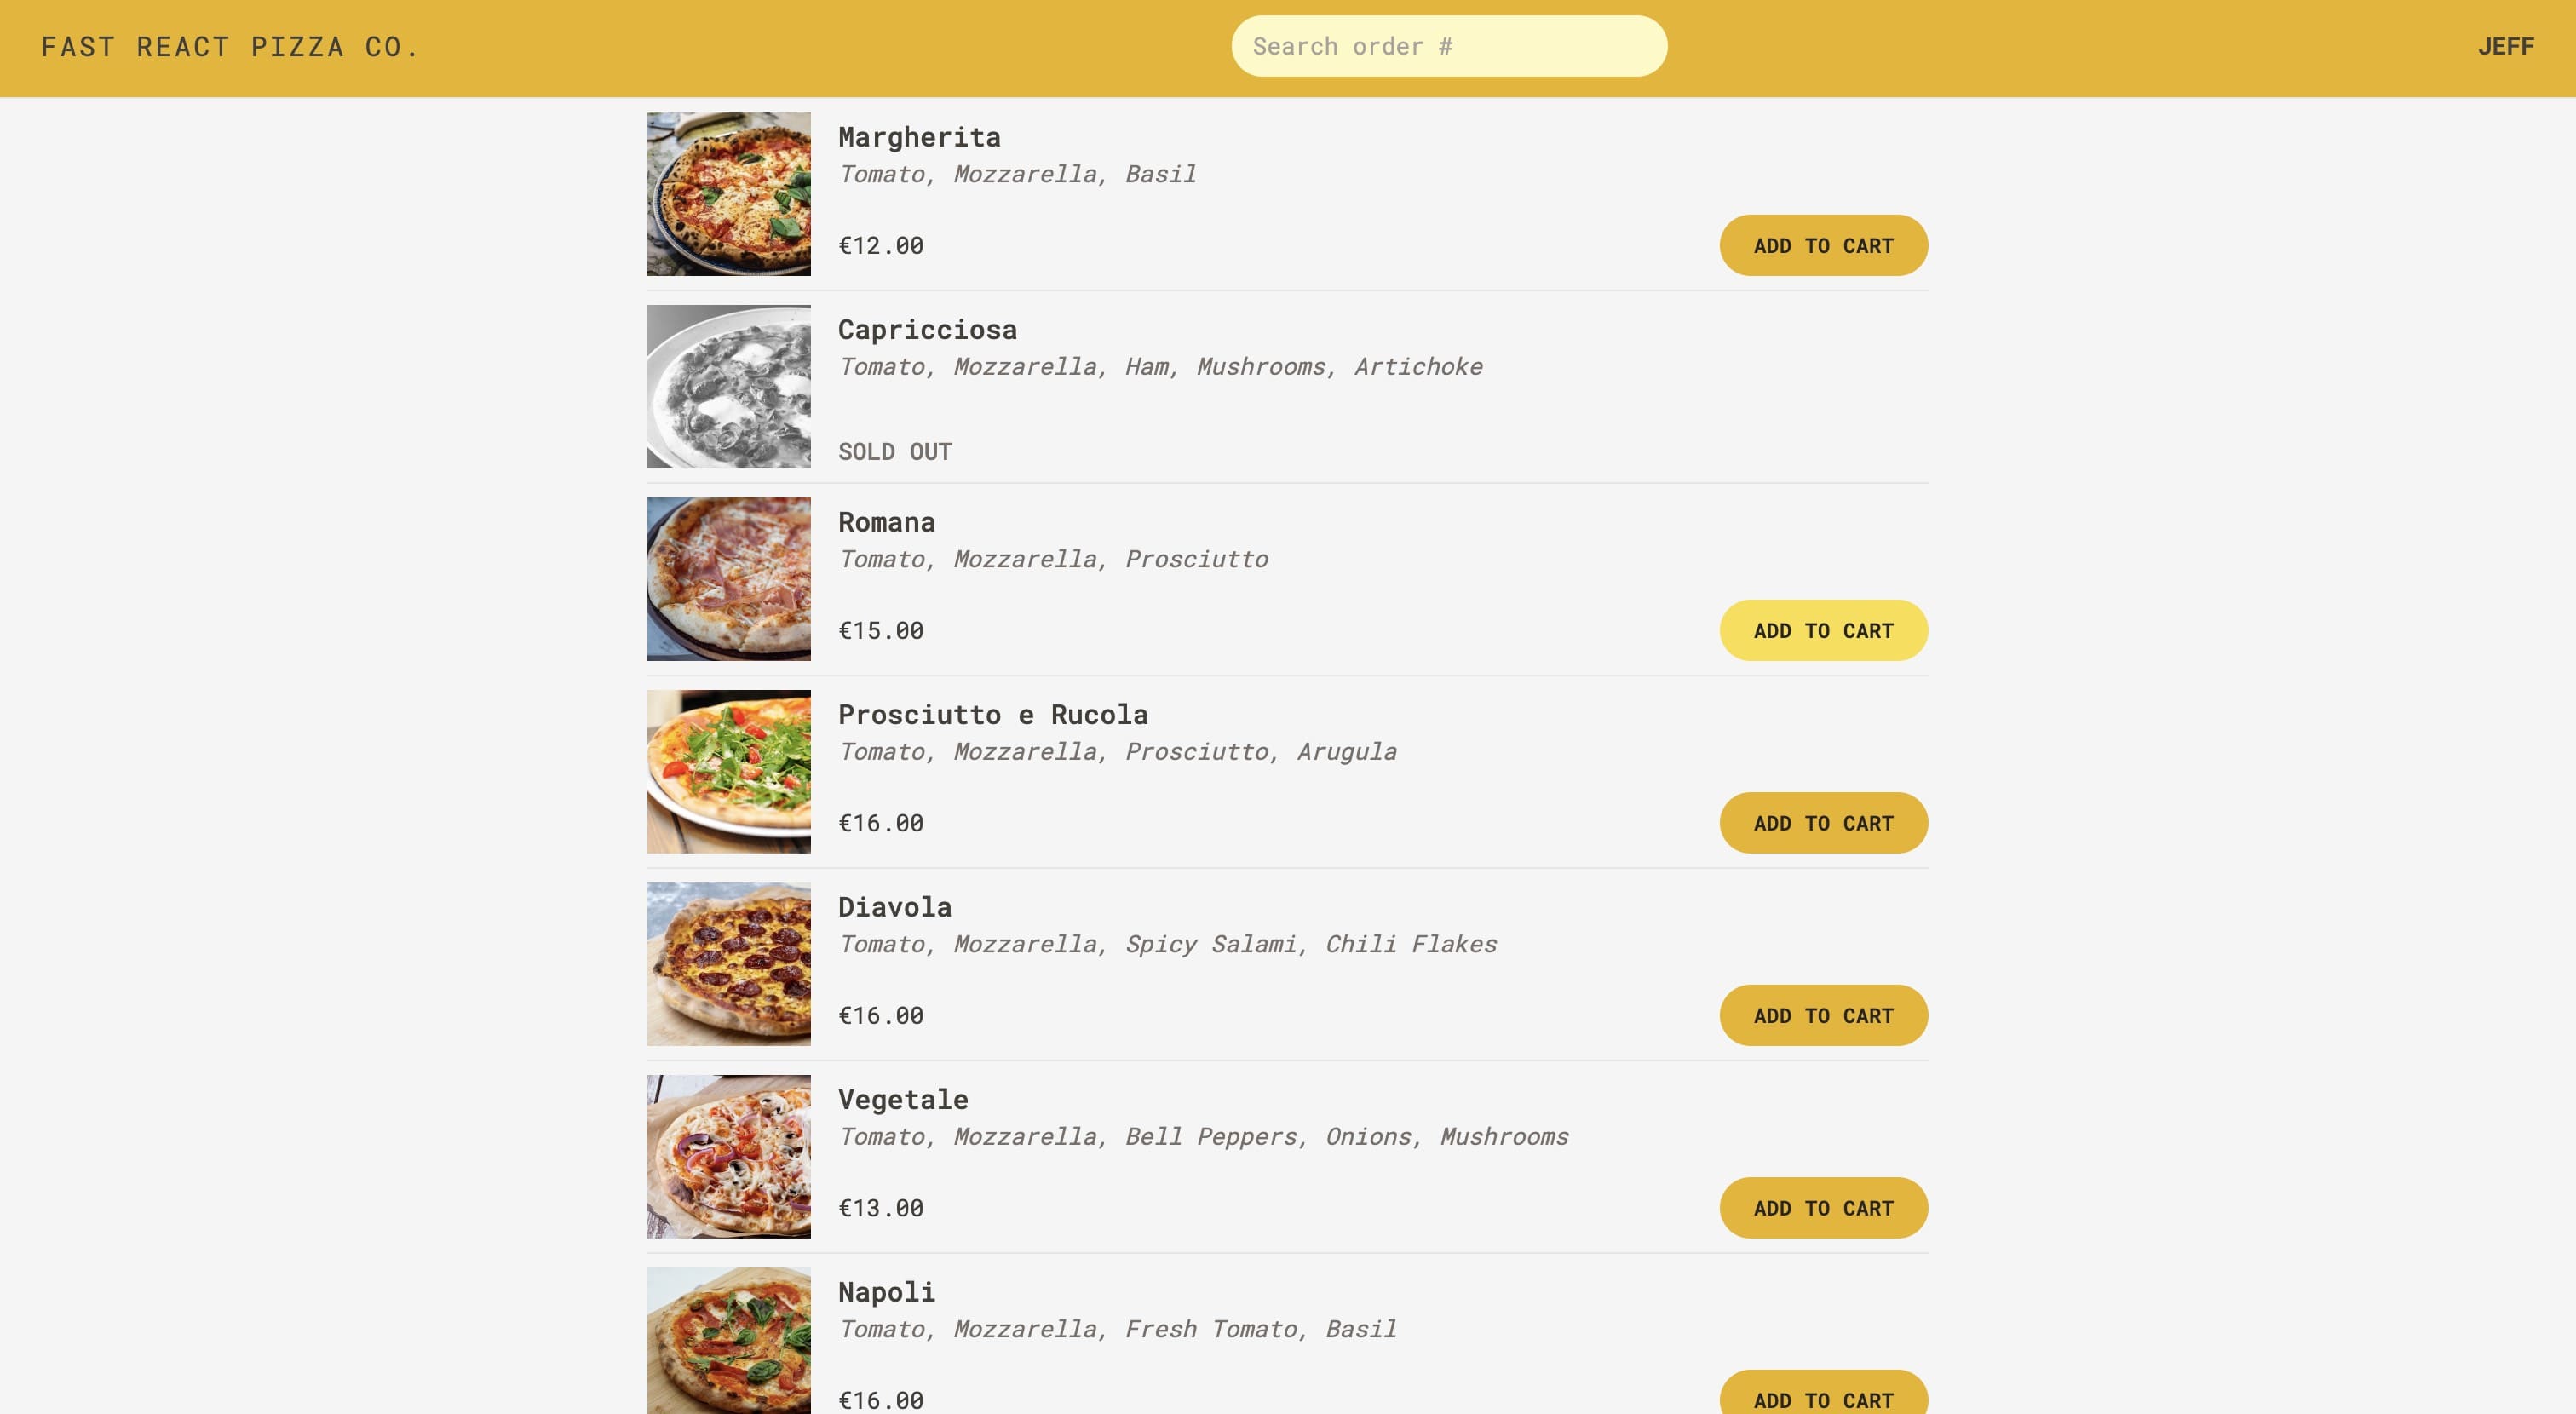 FAST REACT PIZZA CO.
Search order #
JEFF
Margherita
Tomato, Mozzarella, Basil
€12.00
ADD TO CART
Capricciosa
Tomato, Mozzarella, Ham, Mushrooms, Artichoke
SOLD OUT
Romana
Tomato, Mozzarella, Prosciutto
€15.00
ADD TO CART
Prosciutto e Rucola
Tomato, Mozzarella, Prosciutto, Arugula
€16.00
ADD TO CART
Diavola
Tomato, Mozzarella, Spicy Salami, Chili Flakes
€16.00
ADD TO CART
Vegetale
Tomato, Mozzarella, Bell Peppers, Onions, Mushrooms
€13.00
ADD TO CART
Napoli
Tomato, Mozzarella, Fresh Tomato, Basil
€16.00
ADD TO CART